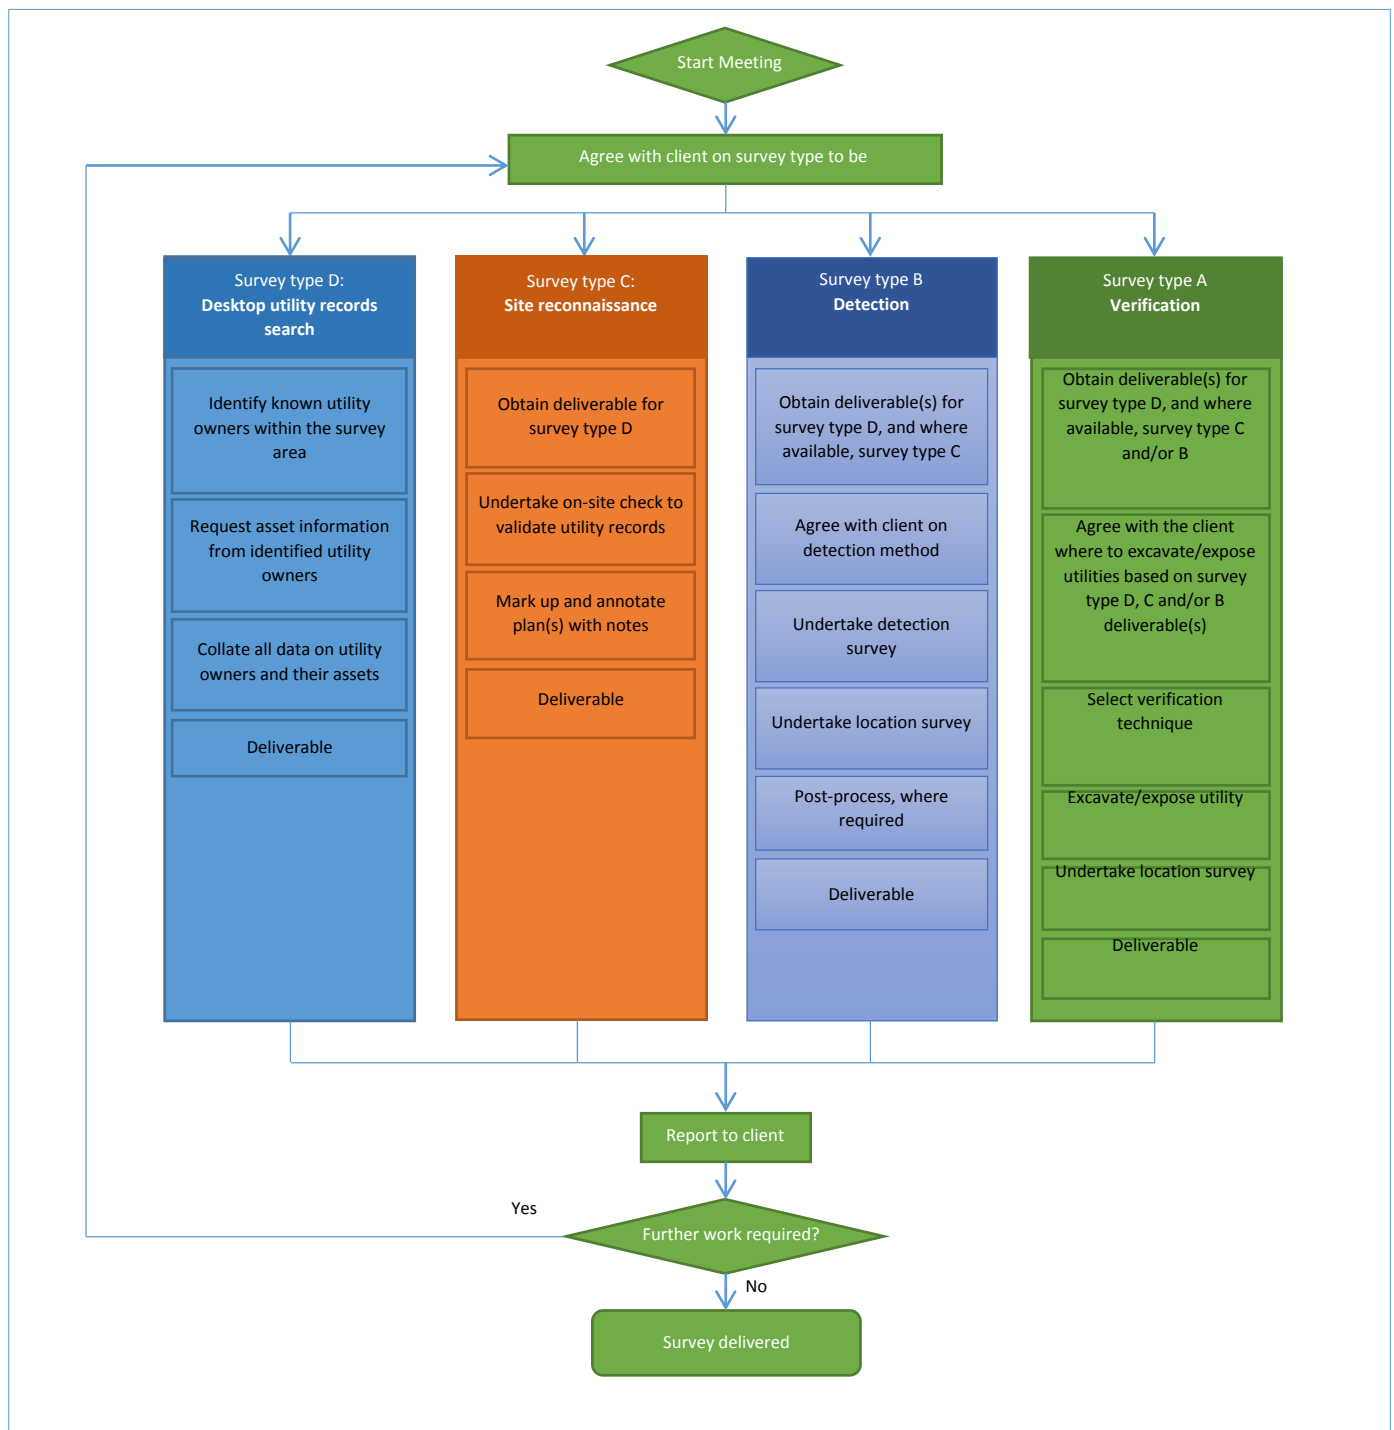 Start Meeting
Agree with client on survey type to be
Survey type D:
Desktop utility records
search
Identify known utility
owners within the survey
area
Request asset information
from identified utility
owners
Collate all data on utility
owners and their assets
Deliverable
Survey type C:
Site reconnaissance
Obtain deliverable for
survey type D
Undertake on-site check to
validate utility records
Mark up and annotate
plan(s) with notes
Deliverable
Survey type B
Detection
Obtain deliverable(s) for
survey type D, and where
available, survey type C
Agree with client on
detection method
Undertake detection
survey
Undertake location survey
Post-process, where
required
Deliverable
Survey type A
Verification
Obtain deliverable(s) for
survey type D, and where
available, survey type C
and/or B
Agree with the client
where to excavate/expose
utilities based on survey
type D, C and/or B
deliverable(s)
Select verification
technique
Excavate/expose utility
Undertake location survey
Deliverable
Report to client
Yes
Further work required?
No
Survey delivered